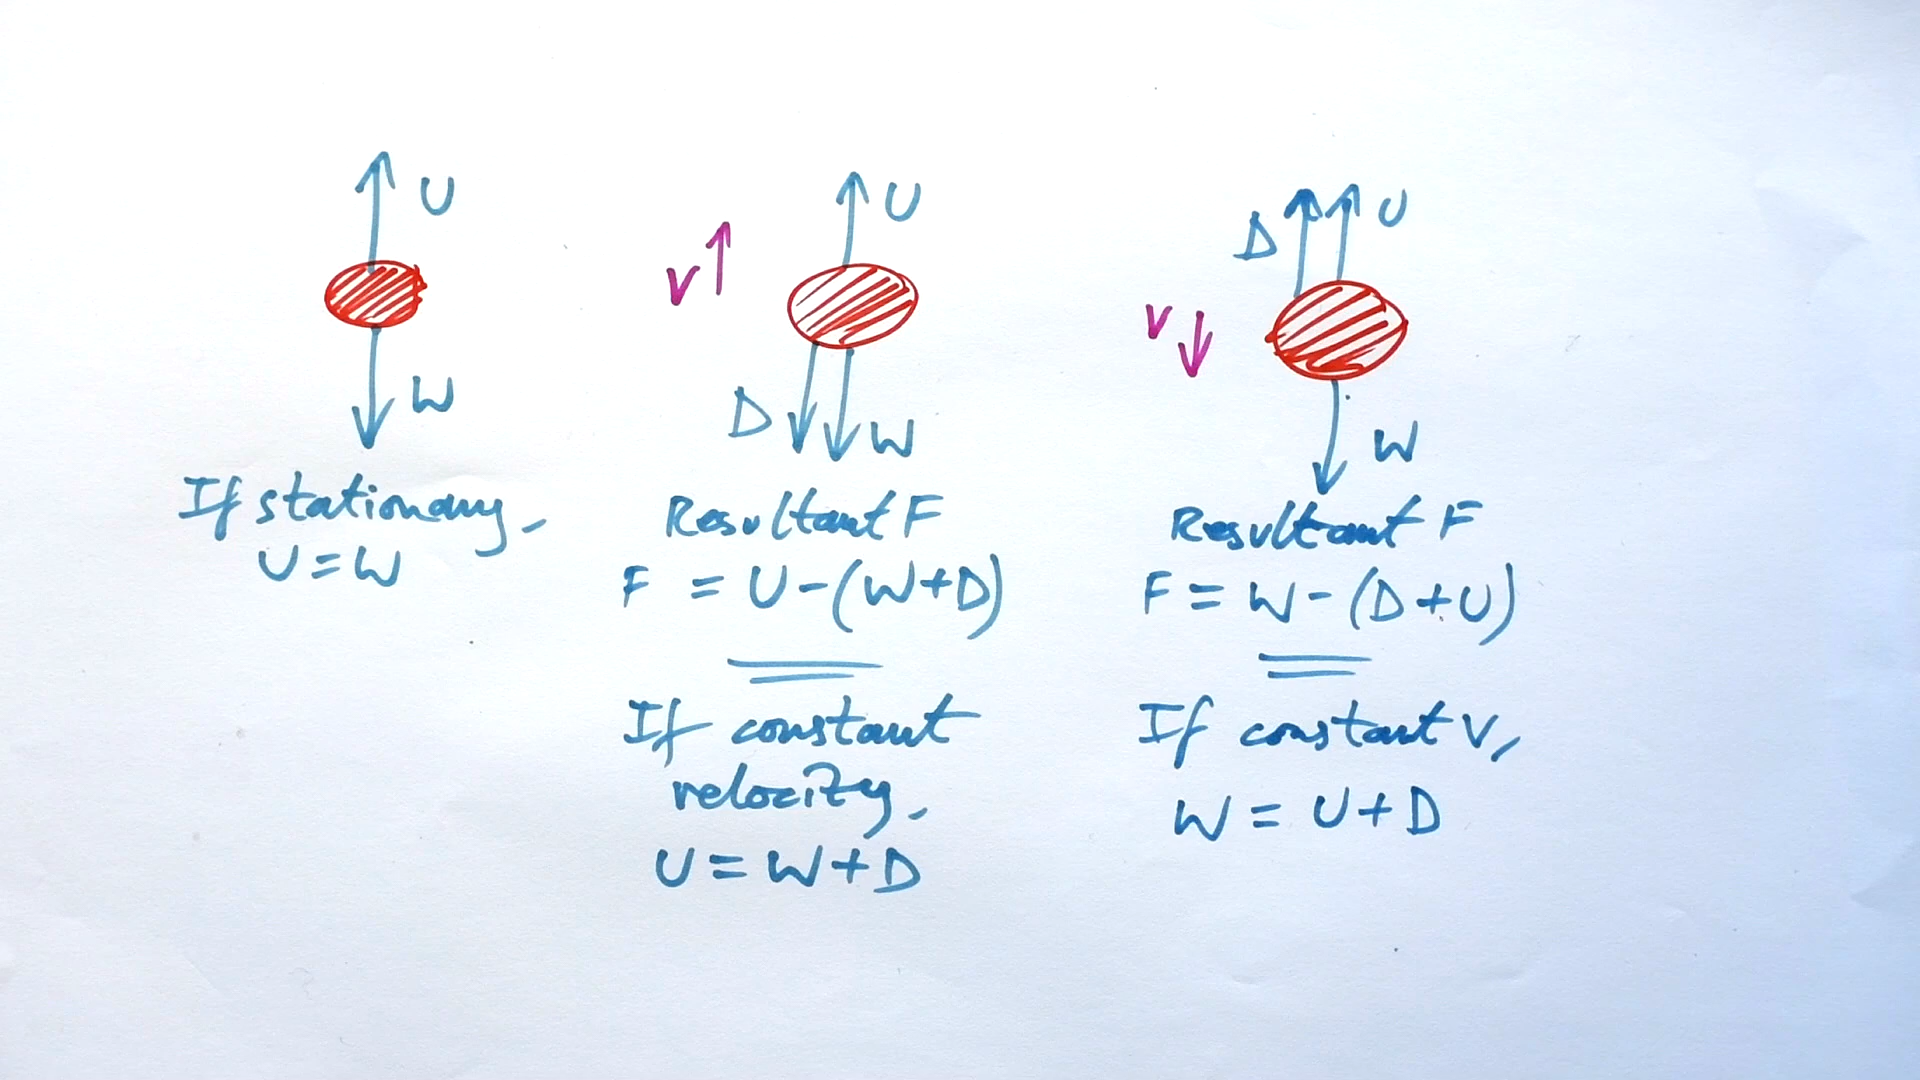 U
W
If stationary,
U = W
v
U
D
W
Resultant F
F = U - (W + D)
If constant
velocity,
U = W + D
D
U
v
W
Resultant F
F = W - (D + U)
If constant v,
W = U + D